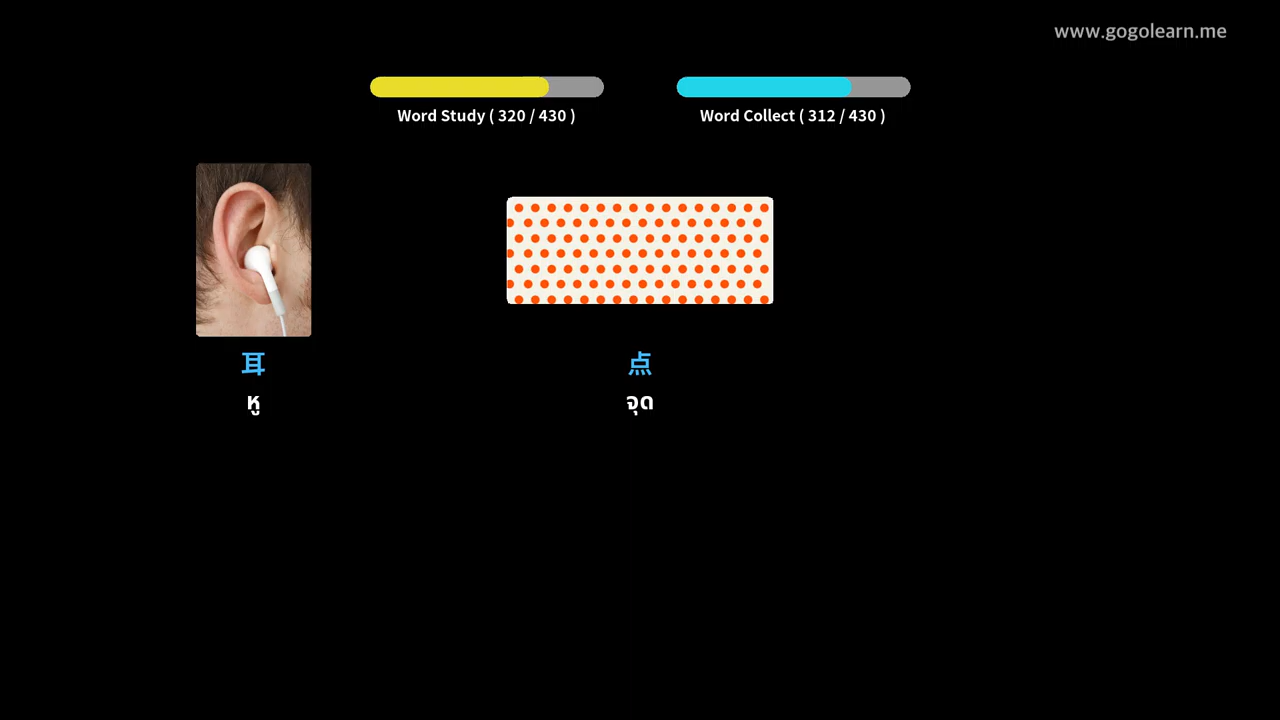 www.gogolearn.me
Word Study ( 320 / 430 )
Word Collect ( 312 / 430 )
耳
点
หู
จุด